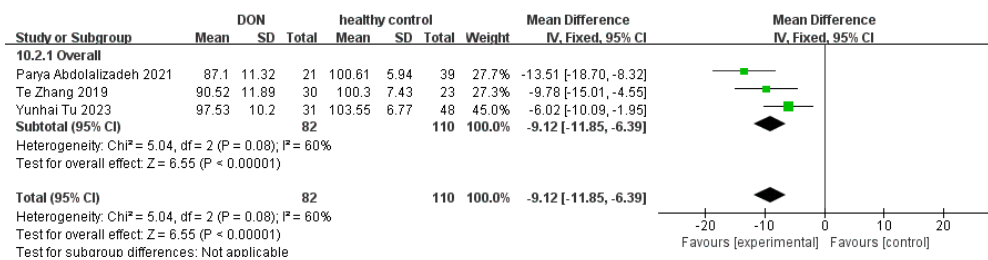 DON healthy control Mean Difference Mean Difference
Study or Subgroup Mean SD Total Mean SD Total Weight IV, Fixed, 95% CI IV, Fixed, 95% CI
10.2.1 Overall
Parya Abdolalizadeh 2021 87.1 11.32 21 100.61 5.94 39 27.7% -13.51 [-18.70, -8.32]
Te Zhang 2019 90.52 11.89 30 100.3 7.43 23 27.3% -9.78 [-15.01, -4.55]
Yunhai Tu 2023 97.53 10.2 31 103.55 6.77 48 45.0% -6.02 [-10.09, -1.95]
Subtotal (95% CI) 82 110 100.0% -9.12 [-11.85, -6.39]
Heterogeneity: Chi² = 5.04, df = 2 (P = 0.08); I² = 60%
Test for overall effect: Z = 6.55 (P < 0.00001)
Total (95% CI) 82 110 100.0% -9.12 [-11.85, -6.39]
Heterogeneity: Chi² = 5.04, df = 2 (P = 0.08); I² = 60%
Test for overall effect: Z = 6.55 (P < 0.00001)
Test for subgroup differences: Not applicable
-20 -10 0 10 20
Favours [experimental] Favours [control]